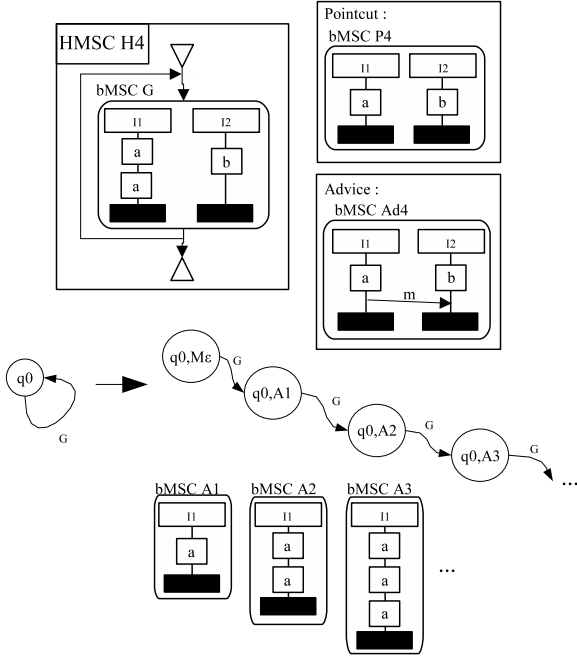 HMSC H4
bMSC G
I1 I2
a
b
a
Pointcut :
bMSC P4
I1 I2
a b
Advice :
bMSC Ad4
I1 I2
a b
m
q0
G
q0,Mε
G
q0,A1
G
q0,A2
G
q0,A3
G
...
bMSC A1 bMSC A2 bMSC A3
I1 I1 I1
a a a
a a
a
...